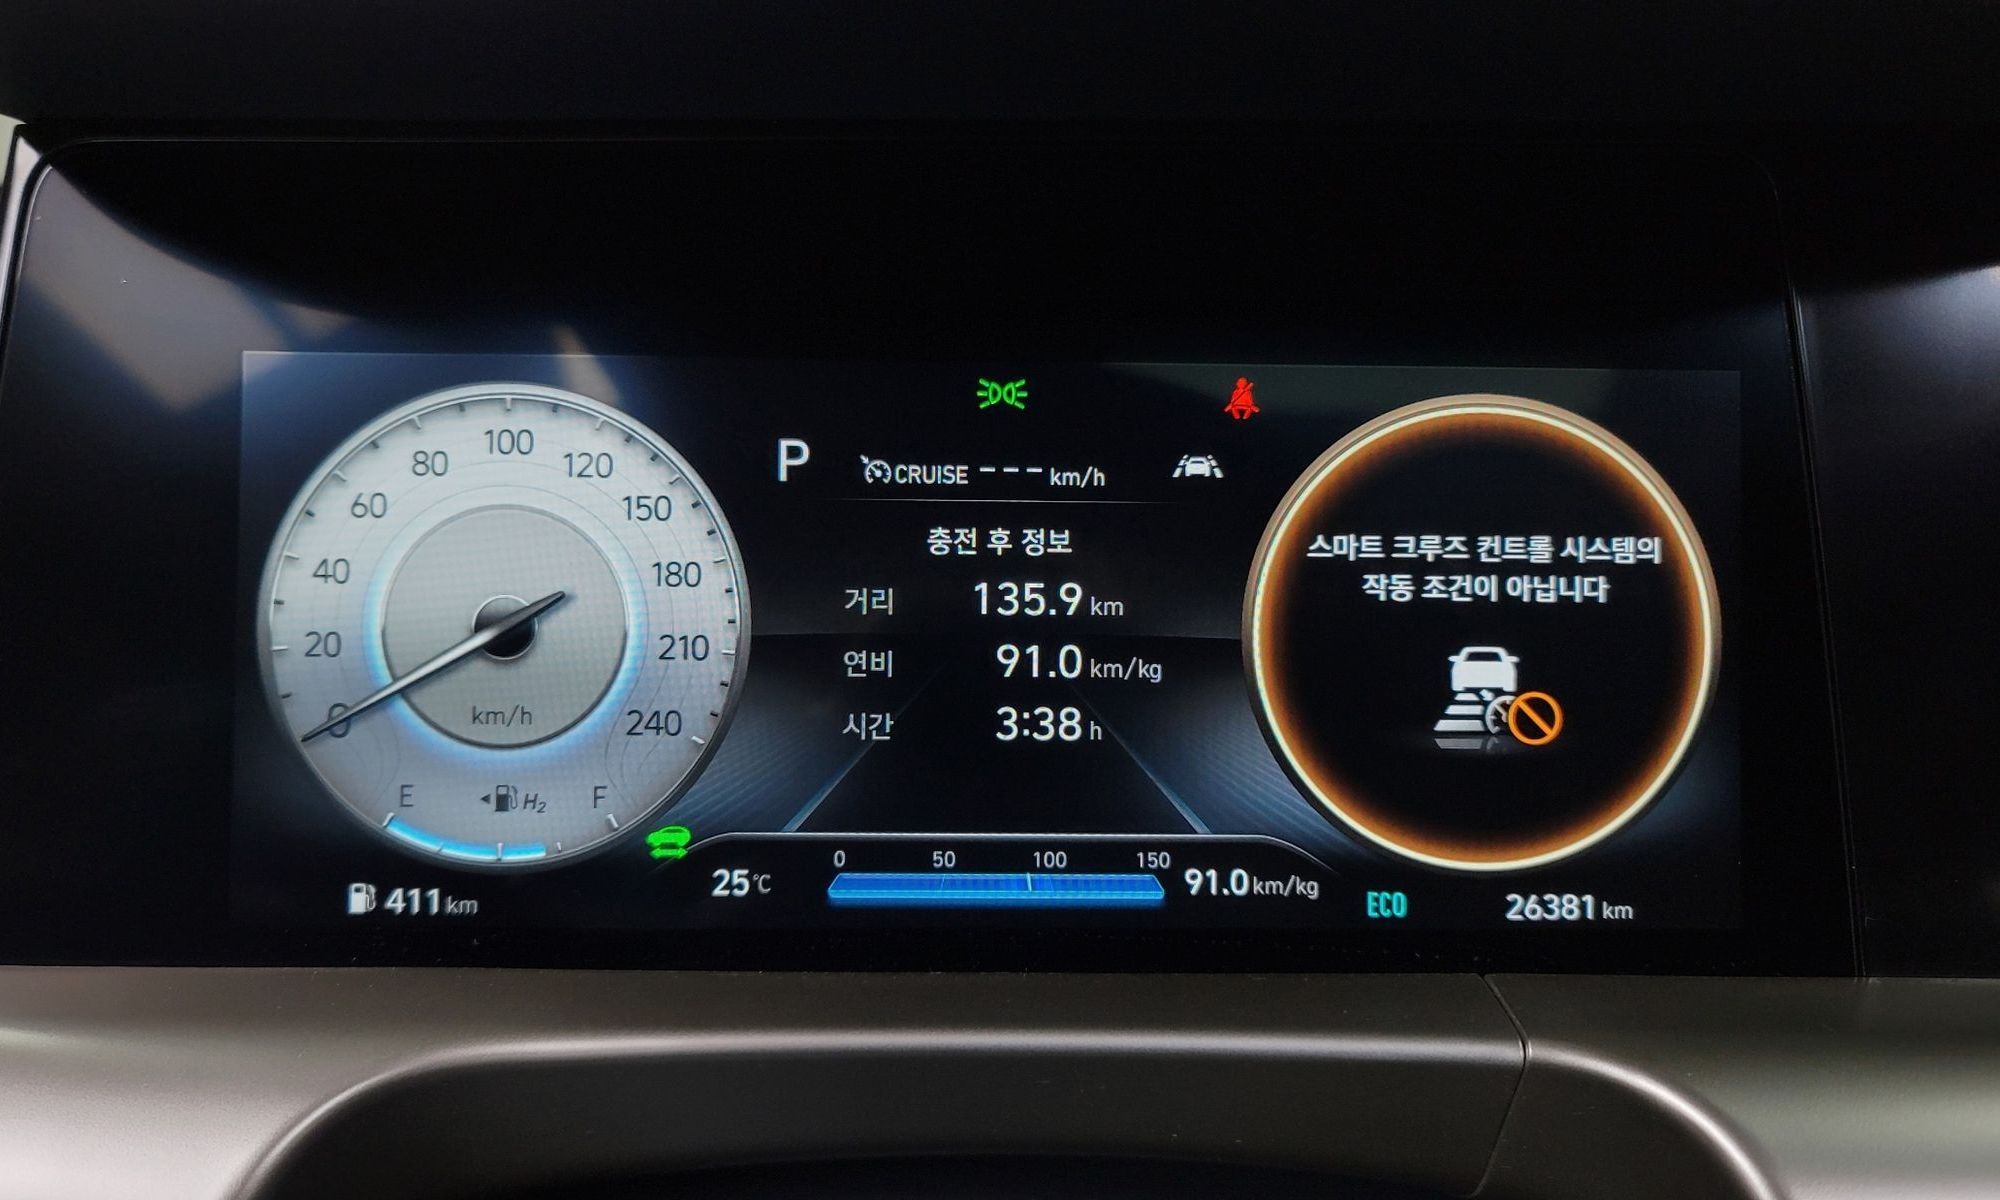 0
20
40
60
80
100
120
150
180
210
240
km/h
E
H₂
F
411 km
P
CRUISE --- km/h
충전 후 정보
거리 135.9 km
연비 91.0 km/kg
시간 3:38 h
25℃
0 50 100 150
91.0 km/kg
스마트 크루즈 컨트롤 시스템의
작동 조건이 아닙니다
ECO
26381 km